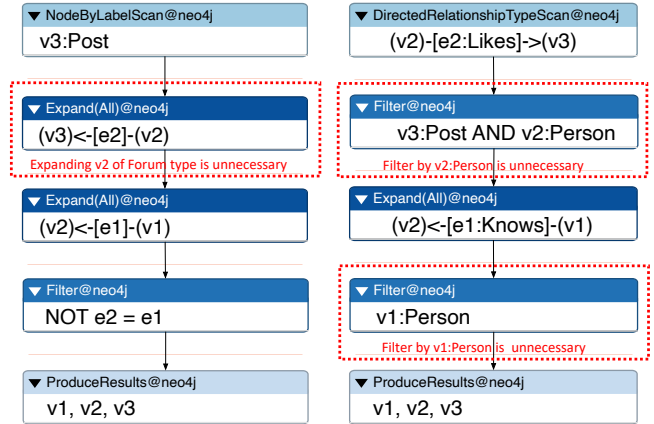 ▼ NodeByLabelScan@neo4j
v3:Post
▼ Expand(All)@neo4j
(v3)<-[e2]-(v2)
Expanding v2 of Forum type is unnecessary
▼ Expand(All)@neo4j
(v2)<-[e1]-(v1)
▼ Filter@neo4j
NOT e2 = e1
▼ ProduceResults@neo4j
v1, v2, v3
▼ DirectedRelationshipTypeScan@neo4j
(v2)-[e2:Likes]->(v3)
▼ Filter@neo4j
v3:Post AND v2:Person
Filter by v2:Person is unnecessary
▼ Expand(All)@neo4j
(v2)<-[e1:Knows]-(v1)
▼ Filter@neo4j
v1:Person
Filter by v1:Person is unnecessary
▼ ProduceResults@neo4j
v1, v2, v3